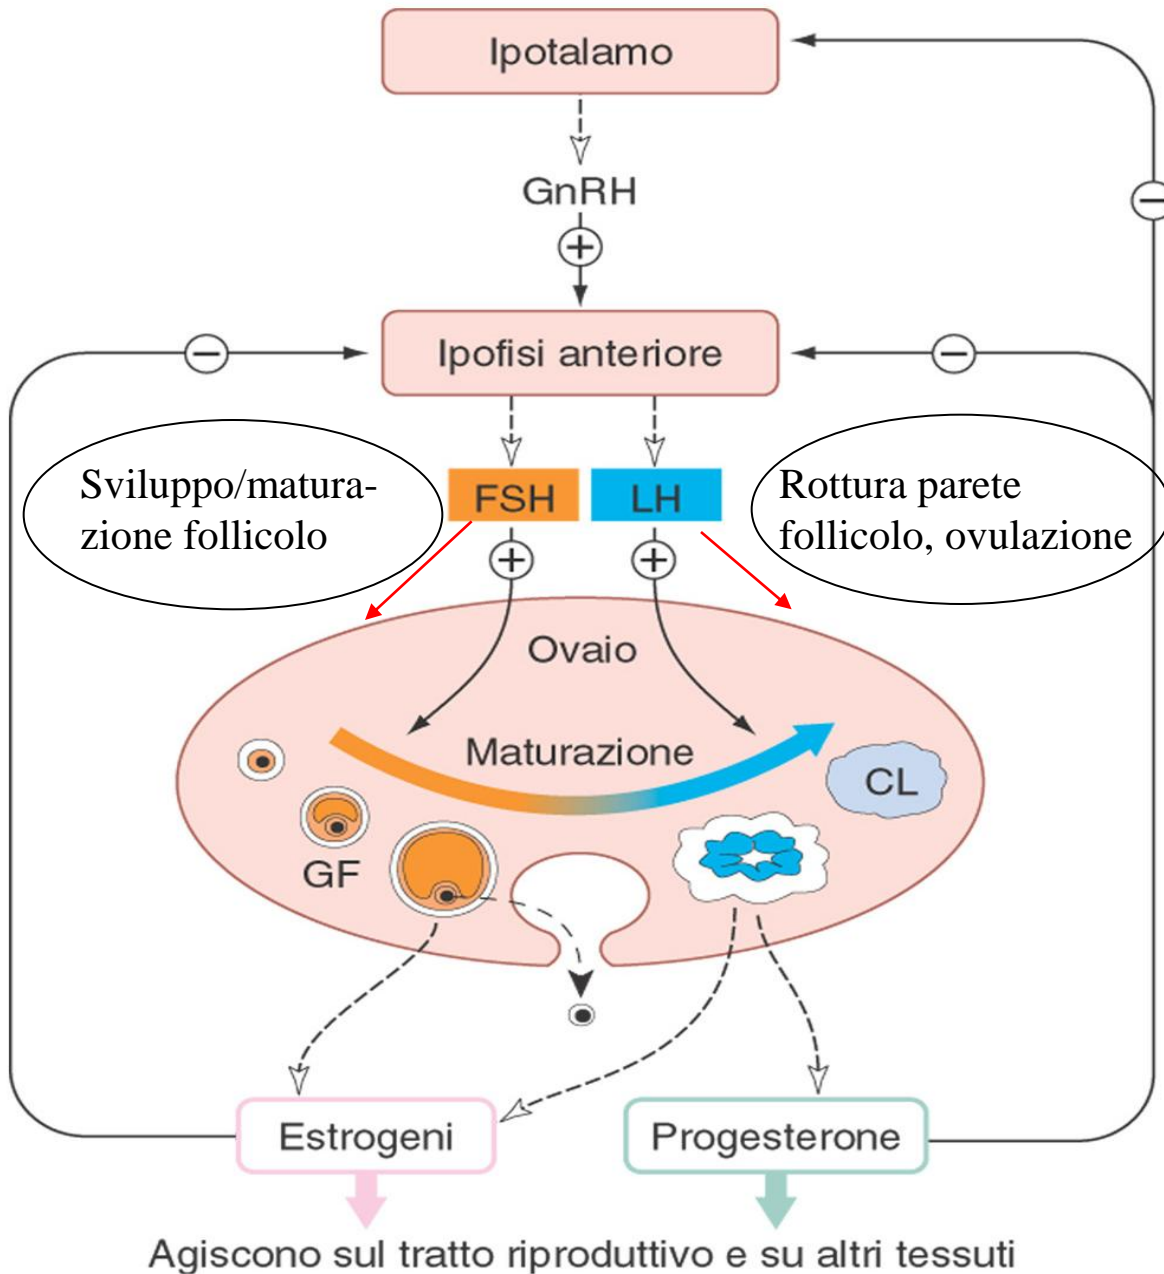 Ipotalamo
GnRH
+
−
Ipofisi anteriore
−
−
Sviluppo/matura-
zione follicolo
FSH
LH
Rottura parete
follicolo, ovulazione
+
+
Ovaio
Maturazione
CL
GF
Estrogeni
Progesterone
Agiscono sul tratto riproduttivo e su altri tessuti